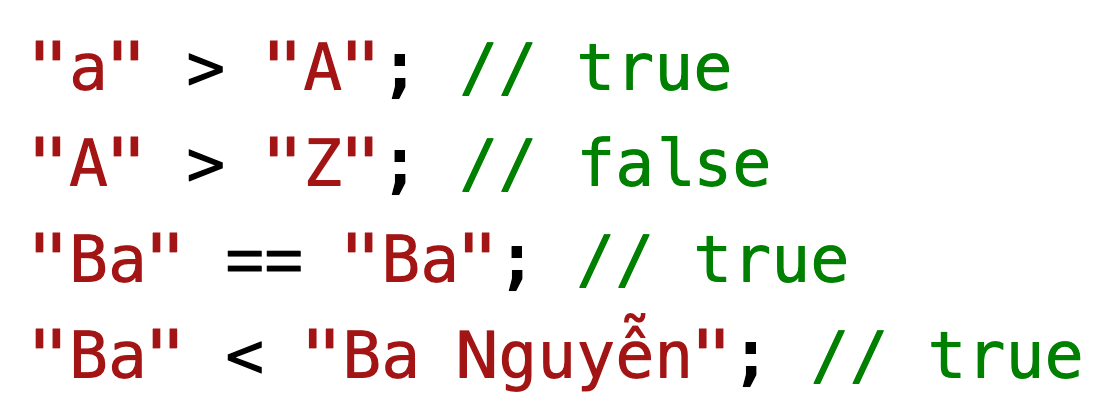 "a" > "A"; // true
"A" > "Z"; // false
"Ba" == "Ba"; // true
"Ba" < "Ba Nguyễn"; // true